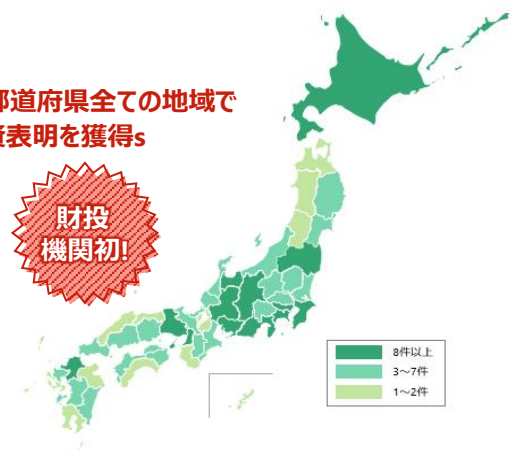 都道府県全ての地域で
資表明を獲得s
財投
機関初!
8件以上
3～7件
1～2件